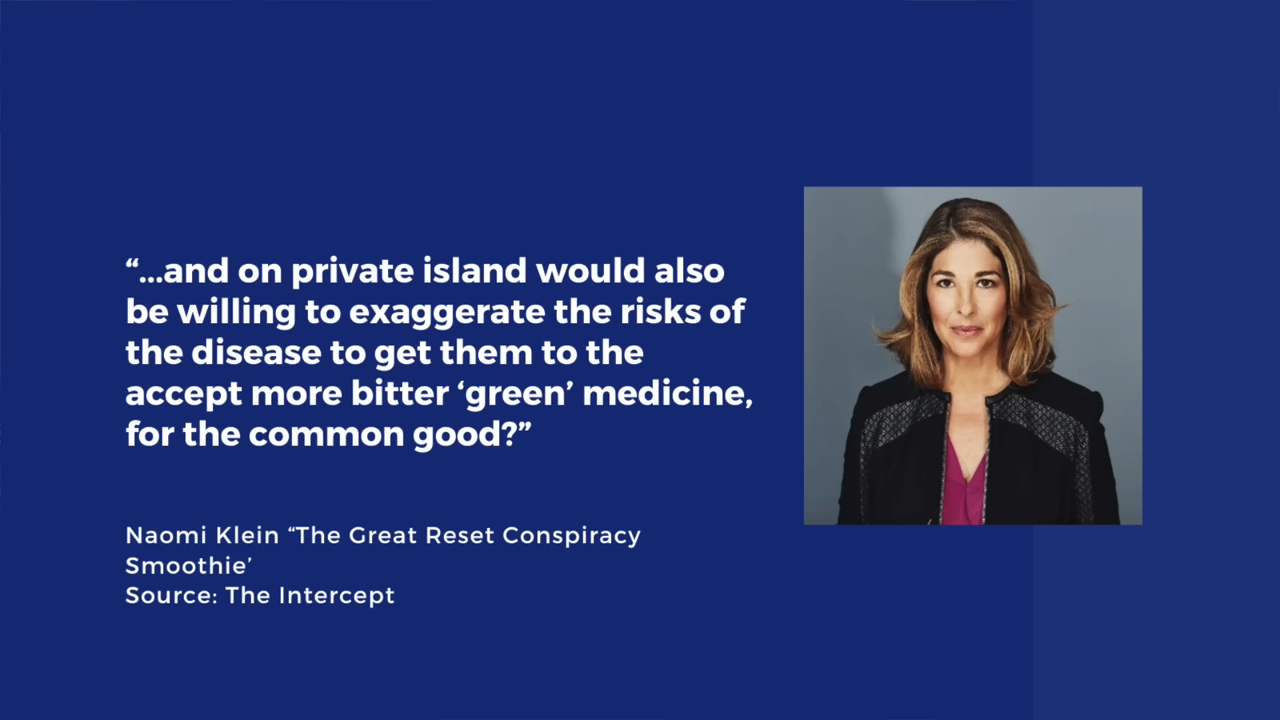 “...and on private island would also
be willing to exaggerate the risks of
the disease to get them to the
accept more bitter ‘green’ medicine,
for the common good?”
Naomi Klein “The Great Reset Conspiracy
Smoothie’
Source: The Intercept